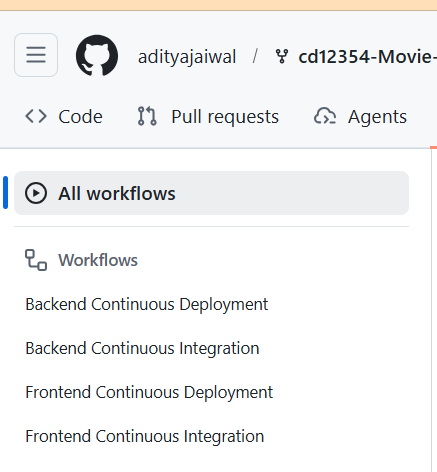 adityajaiwal / cd12354-Movie-
Code Pull requests Agents
All workflows
Workflows
Backend Continuous Deployment
Backend Continuous Integration
Frontend Continuous Deployment
Frontend Continuous Integration